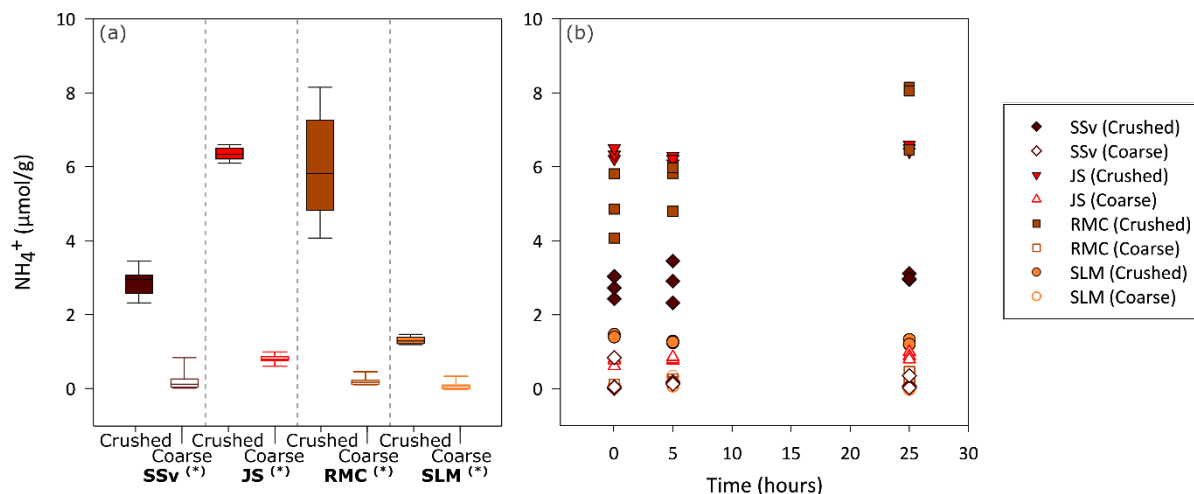 (a)
NH₄⁺ (µmol/g)
10
8
6
4
2
0
Crushed Crushed Crushed Crushed
Coarse Coarse Coarse Coarse
SSv (*) JS (*) RMC (*) SLM (*)
(b)
10
8
6
4
2
0
0 5 10 15 20 25 30
Time (hours)
SSv (Crushed)
SSv (Coarse)
JS (Crushed)
JS (Coarse)
RMC (Crushed)
RMC (Coarse)
SLM (Crushed)
SLM (Coarse)